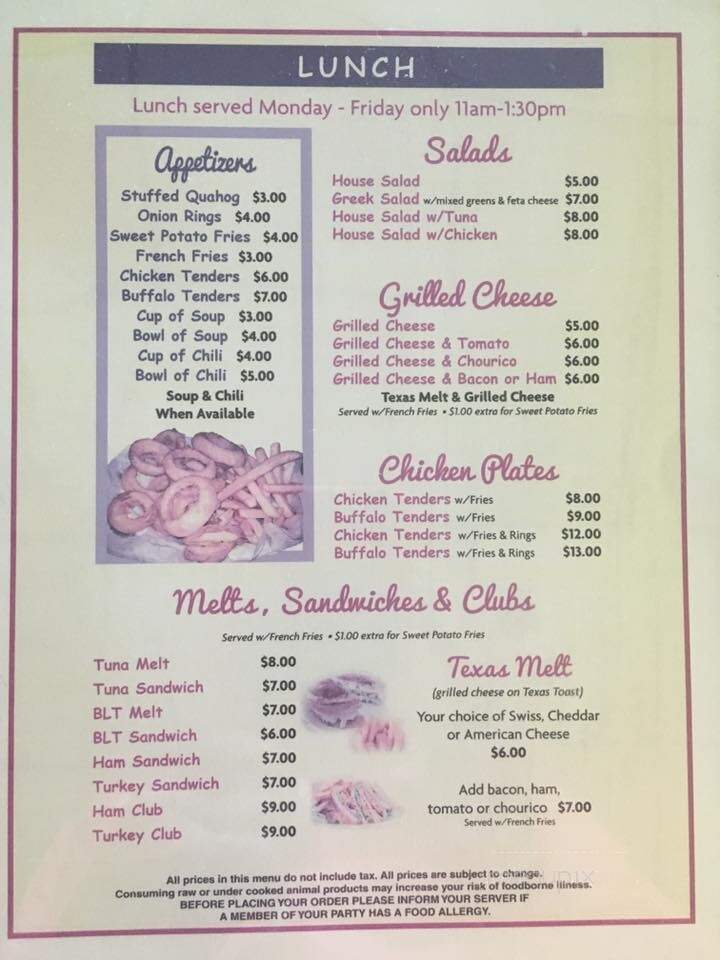 LUNCH
Lunch served Monday - Friday only 11am-1:30pm
Appetizers
Stuffed Quahog $3.00
Onion Rings $4.00
Sweet Potato Fries $4.00
French Fries $3.00
Chicken Tenders $6.00
Buffalo Tenders $7.00
Cup of Soup $3.00
Bowl of Soup $4.00
Cup of Chili $4.00
Bowl of Chili $5.00
Soup & Chili
When Available
Salads
House Salad $5.00
Greek Salad w/mixed greens & feta cheese $7.00
House Salad w/Tuna $8.00
House Salad w/Chicken $8.00
Grilled Cheese
Grilled Cheese $5.00
Grilled Cheese & Tomato $6.00
Grilled Cheese & Chourico $6.00
Grilled Cheese & Bacon or Ham $6.00
Texas Melt & Grilled Cheese
Served w/French Fries • $1.00 extra for Sweet Potato Fries
Chicken Plates
Chicken Tenders w/Fries $8.00
Buffalo Tenders w/Fries $9.00
Chicken Tenders w/Fries & Rings $12.00
Buffalo Tenders w/Fries & Rings $13.00
Melts, Sandwiches & Clubs
Served w/French Fries • $1.00 extra for Sweet Potato Fries
Tuna Melt $8.00
Tuna Sandwich $7.00
BLT Melt $7.00
BLT Sandwich $6.00
Ham Sandwich $7.00
Turkey Sandwich $7.00
Ham Club $9.00
Turkey Club $9.00
Texas Melt
(grilled cheese on Texas Toast)
Your choice of Swiss, Cheddar
or American Cheese
$6.00
Add bacon, ham,
tomato or chourico $7.00
Served w/French Fries
All prices in this menu do not include tax. All prices are subject to change.
Consuming raw or under cooked animal products may increase your risk of foodborne illness.
BEFORE PLACING YOUR ORDER PLEASE INFORM YOUR SERVER IF
A MEMBER OF YOUR PARTY HAS A FOOD ALLERGY.